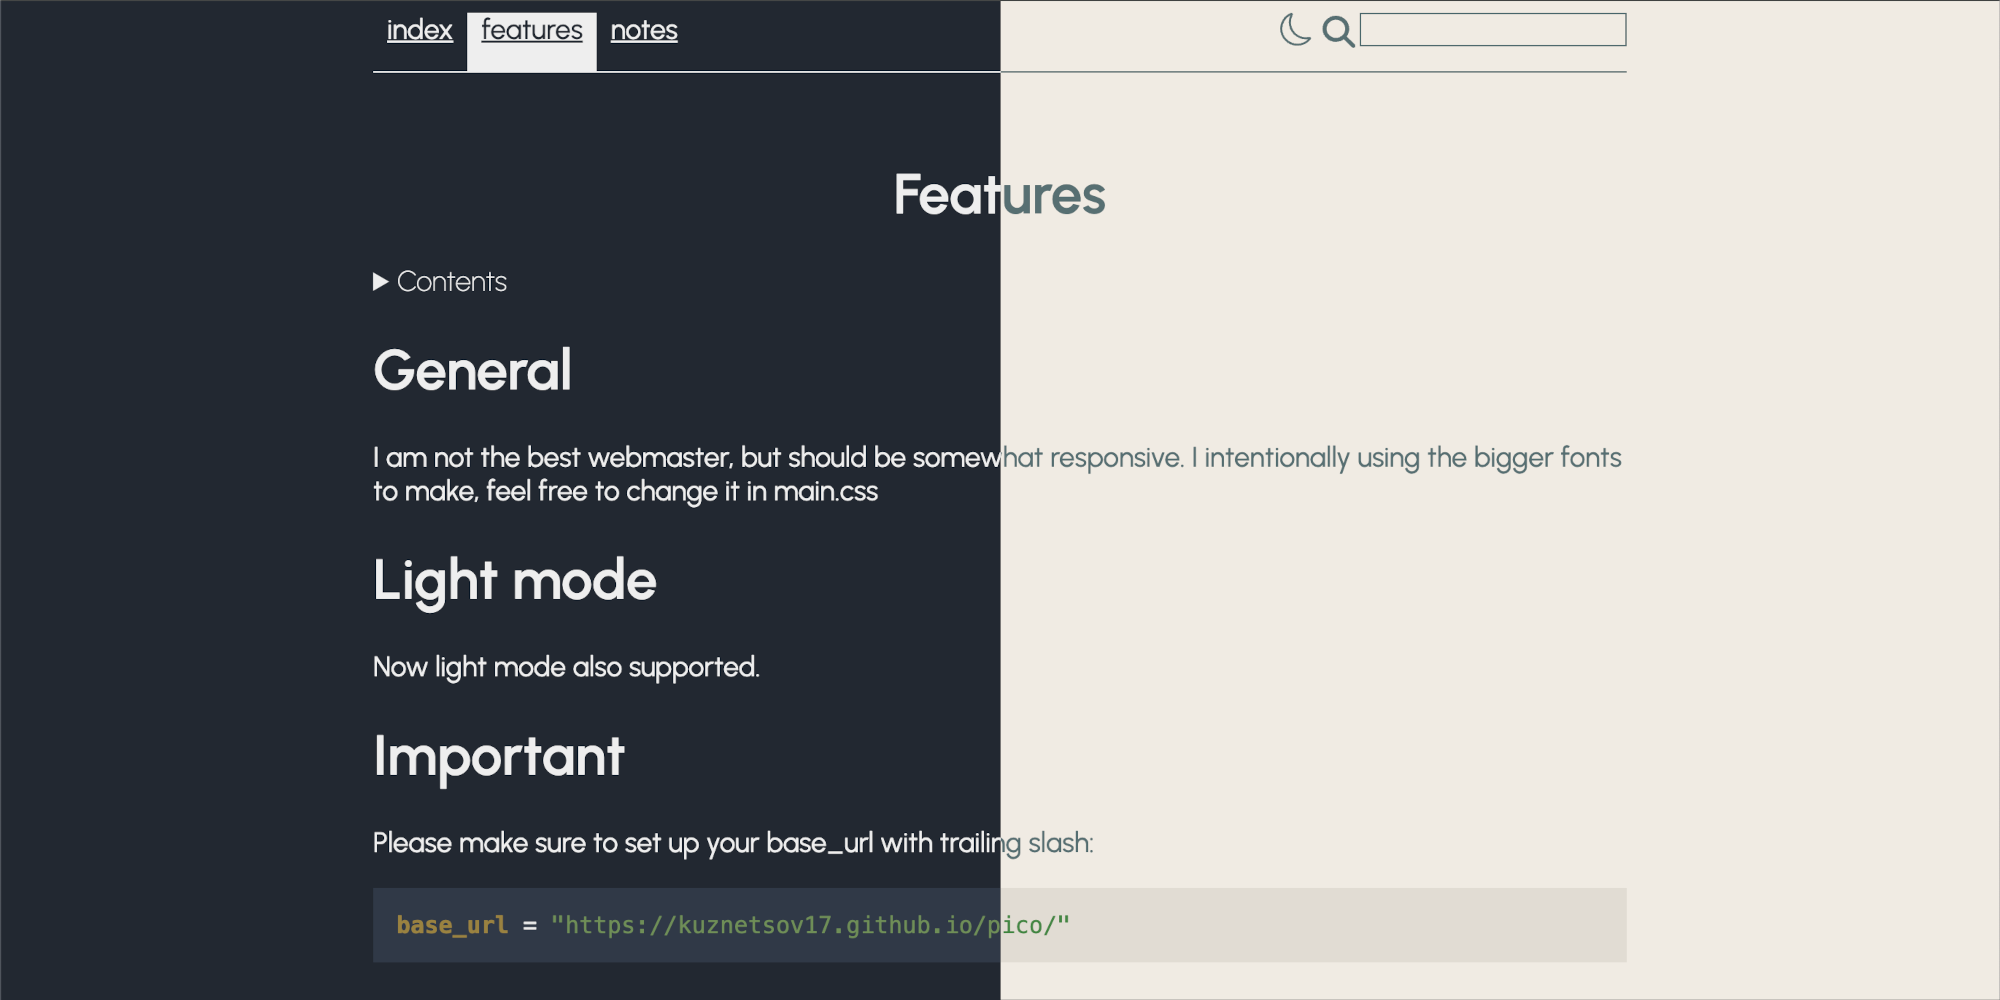 index features notes
Features
Contents
General
I am not the best webmaster, but should be somewhat responsive. I intentionally using the bigger fonts
to make, feel free to change it in main.css
Light mode
Now light mode also supported.
Important
Please make sure to set up your base_url with trailing slash:
base_url = "https://kuznetsov17.github.io/pico/"